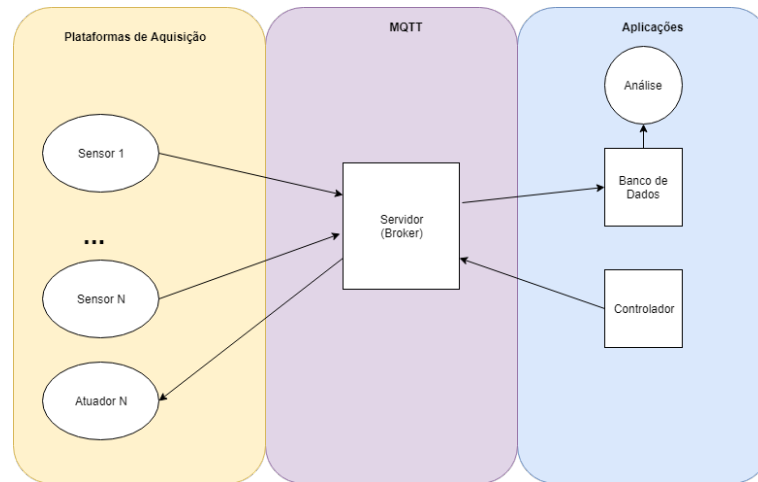 Plataformas de Aquisição
MQTT
Aplicações
Análise
Sensor 1
Banco de
Dados
Servidor
(Broker)
...
Sensor N
Controlador
Atuador N